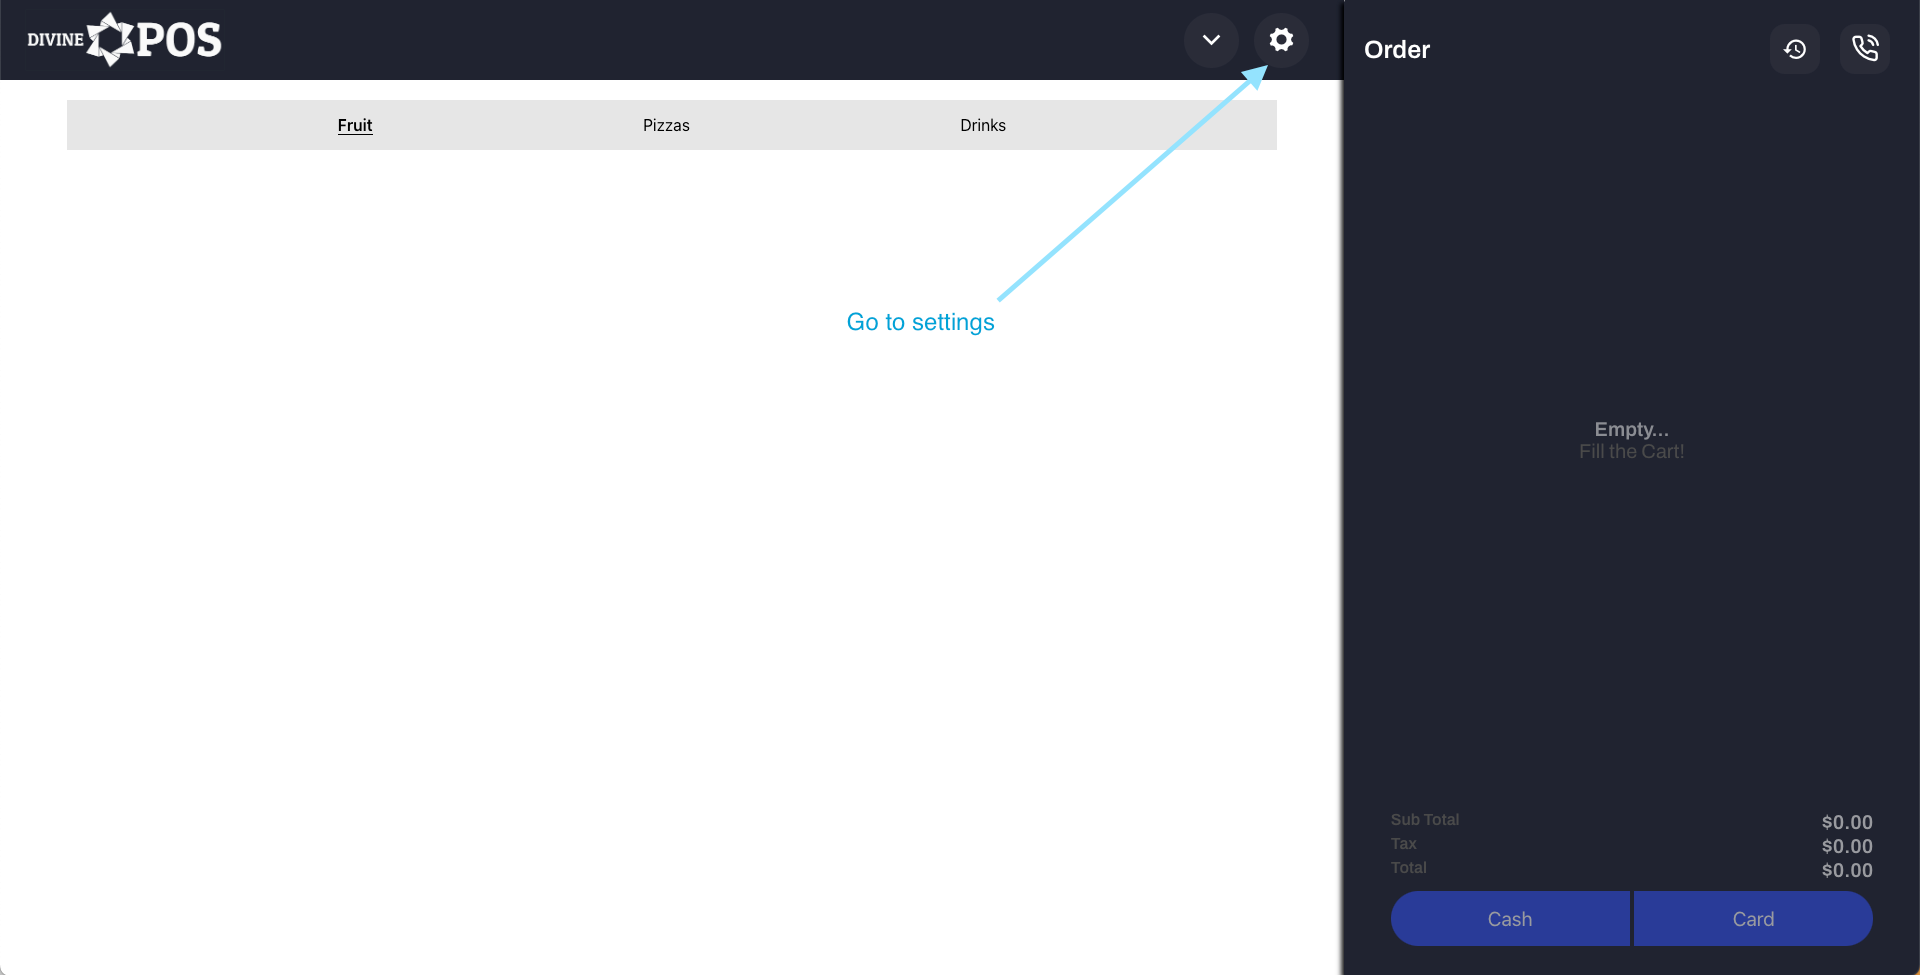 DIVINE POS
Order
Fruit
Pizzas
Drinks
Go to settings
Empty...
Fill the Cart!
Sub Total $0.00
Tax $0.00
Total $0.00
Cash
Card